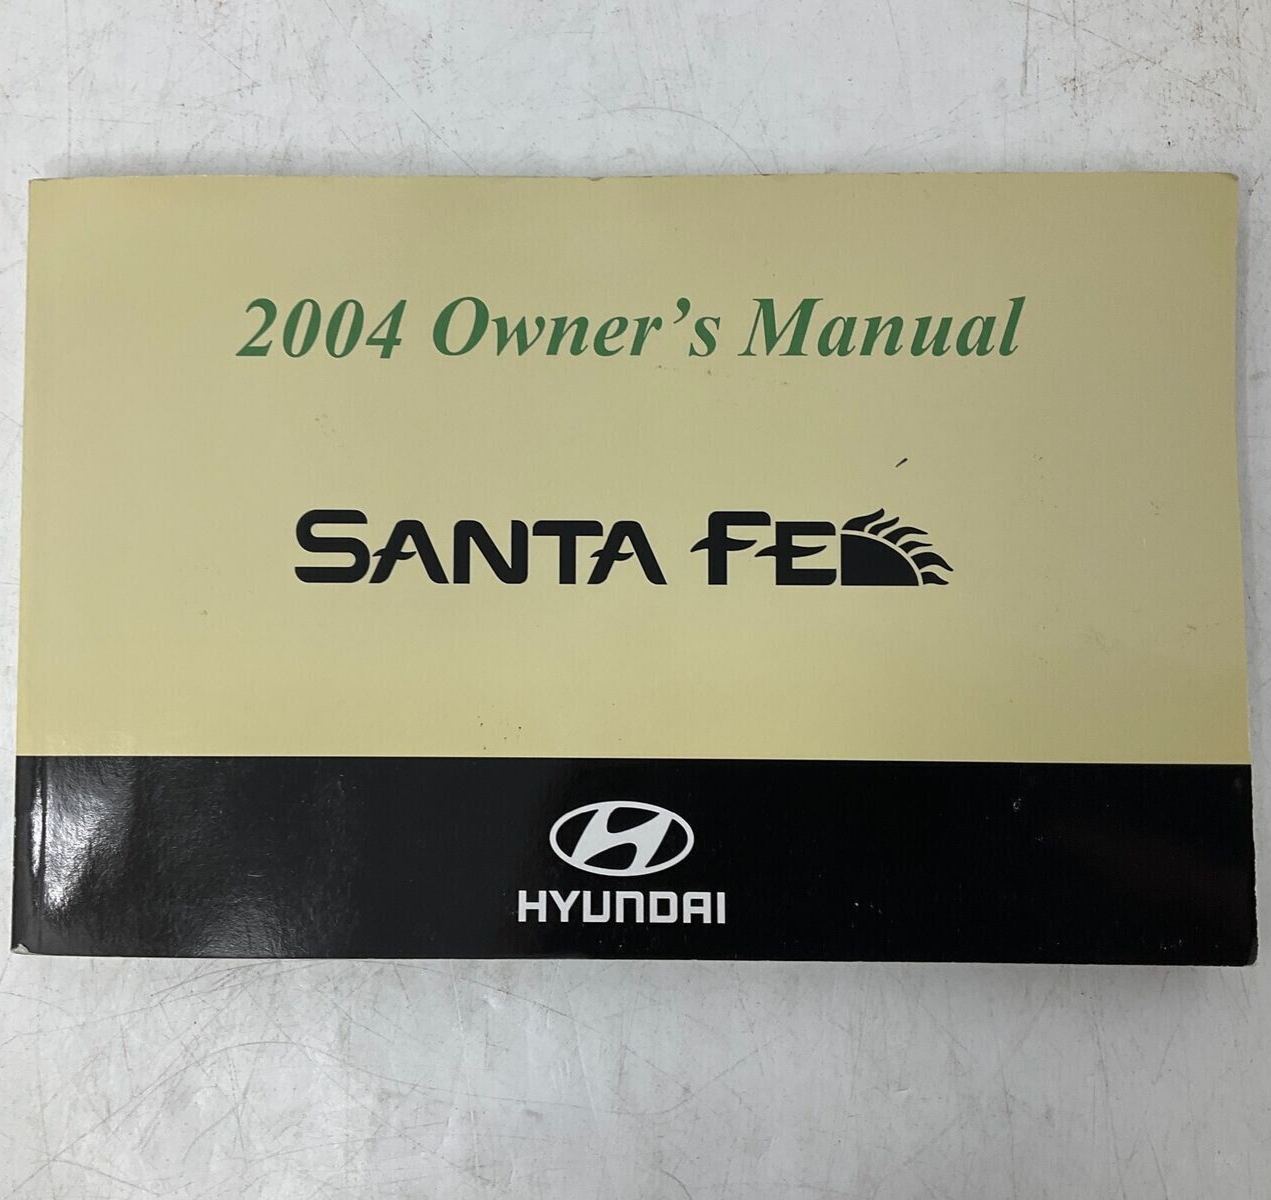 2004 Owner’s Manual
SANTA FE
HYUNDAI